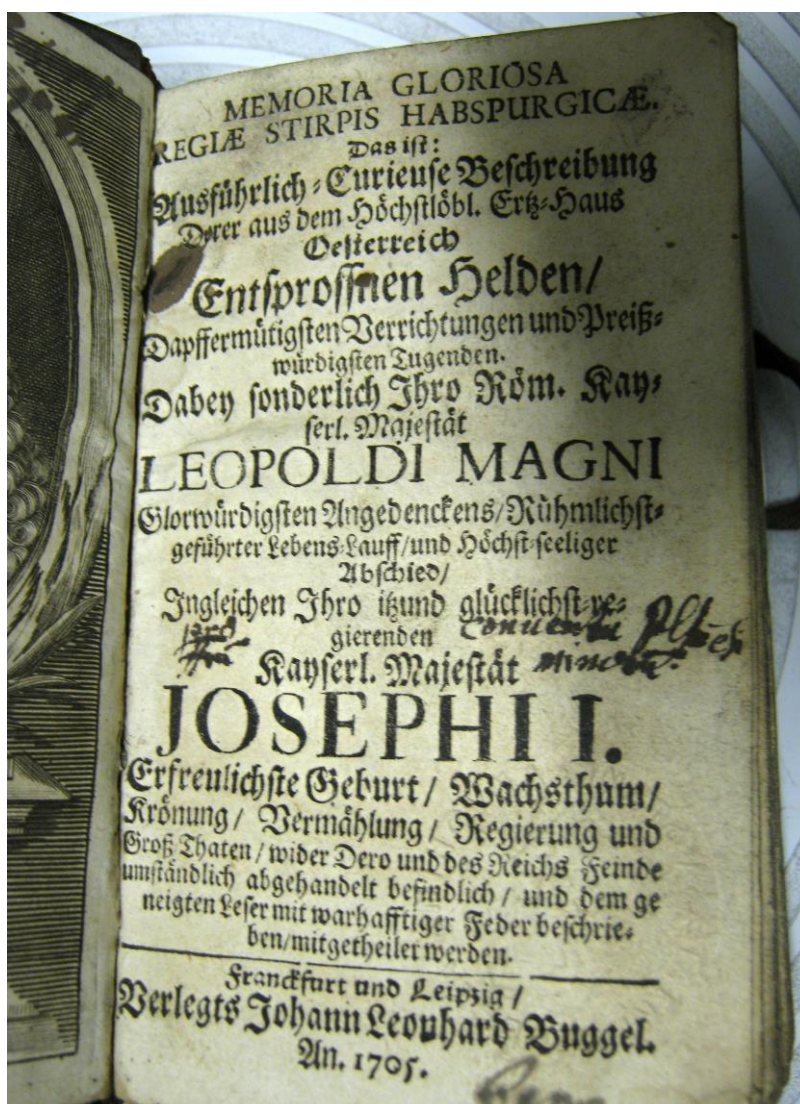 MEMORIA GLORIOSA
REGIÆ STIRPIS HABSPURGICÆ.
Das ist:
Ausführlich-Curieuse Beschreibung
Derer aus dem Höchstlöbl. Ertz-Haus
Oesterreich
Entsprossnen Helden/
Dapffermütigsten Verrichtungen und Preiß-
würdigsten Tugenden.
Dabey sonderlich Ihro Röm. Kay-
serl. Majestät
LEOPOLDI MAGNI
Glorwürdigsten Angedenckens/Rühmlichst-
geführter Lebens-Lauff/und Höchst-seeliger
Abschied/
Ingleichen Ihro itzund glücklichst-re-
gierenden
Kayserl. Majestät
JOSEPHI I.
Erfreulichste Geburt/ Wachsthum/
Krönung/ Vermählung/ Regierung und
Groß Thaten/wider Dero und des Reichs Feinde
umständlich abgehandelt befindlich/ und dem ge
neigten Leser mit warhafftiger Feder beschrie-
ben/mitgetheilet werden.
Franckfurt und Leipzig/
Verlegts Johann Leonhard Buggel.
An. 1705.